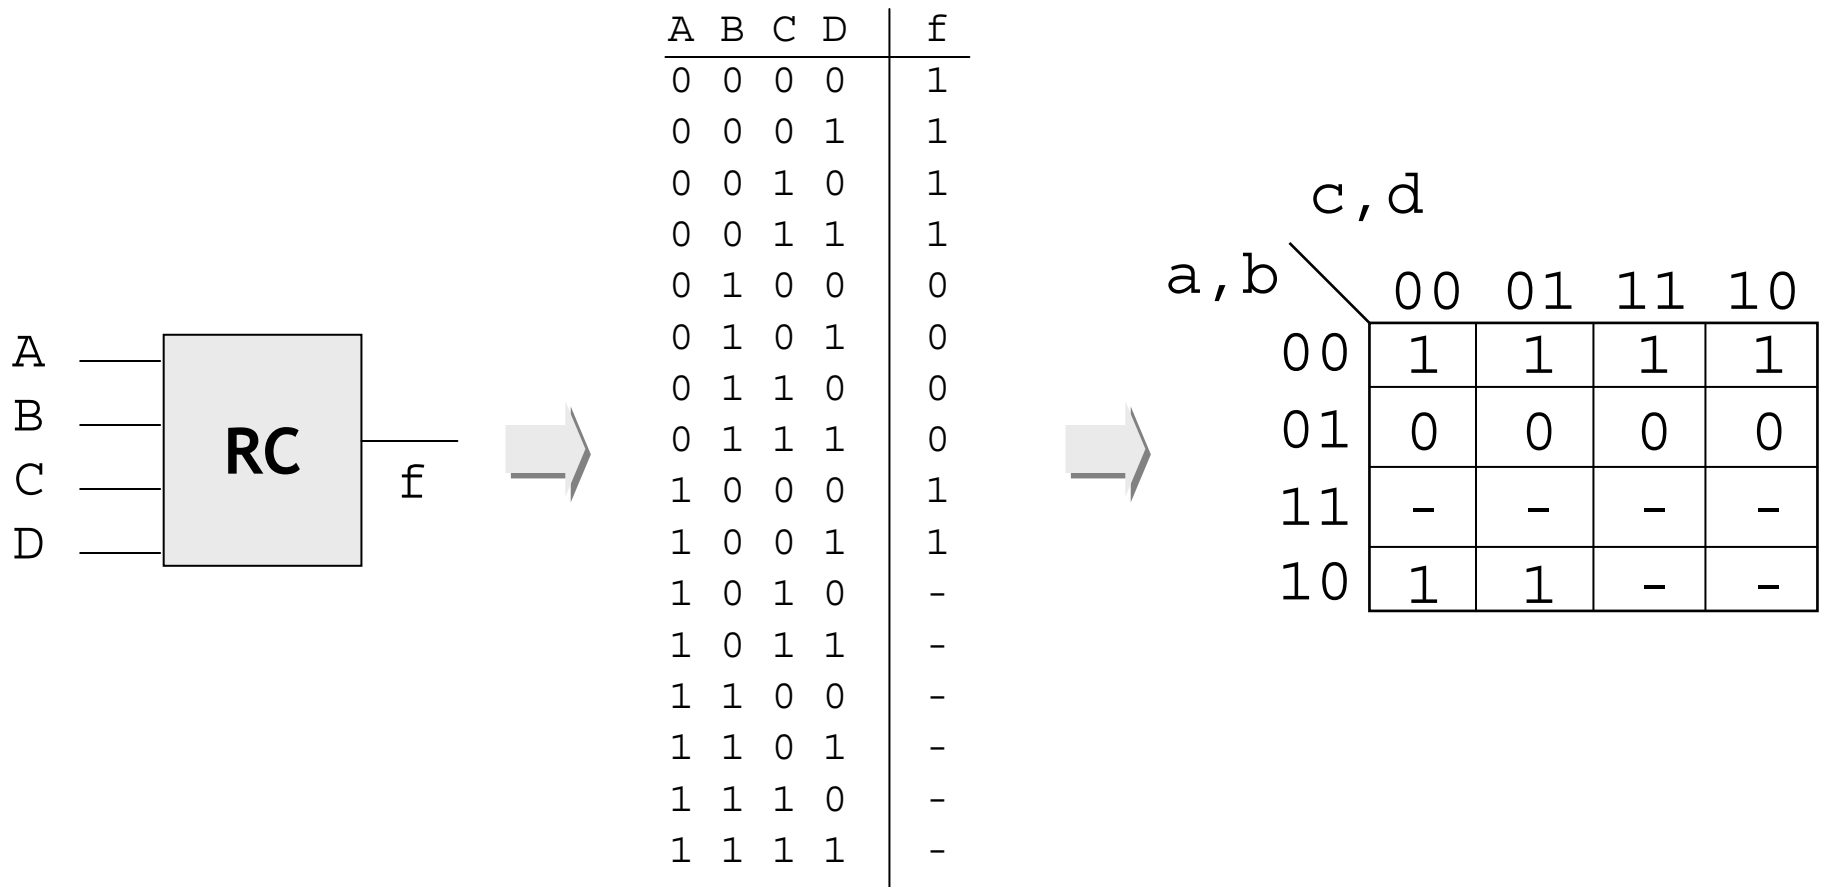 A
B
C
D
RC
f
A B C D f
0 0 0 0 1
0 0 0 1 1
0 0 1 0 1
0 0 1 1 1
0 1 0 0 0
0 1 0 1 0
0 1 1 0 0
0 1 1 1 0
1 0 0 0 1
1 0 0 1 1
1 0 1 0 -
1 0 1 1 -
1 1 0 0 -
1 1 0 1 -
1 1 1 0 -
1 1 1 1 -
c,d
a,b
00 01 11 10
00 1 1 1 1
01 0 0 0 0
11 - - - -
10 1 1 - -